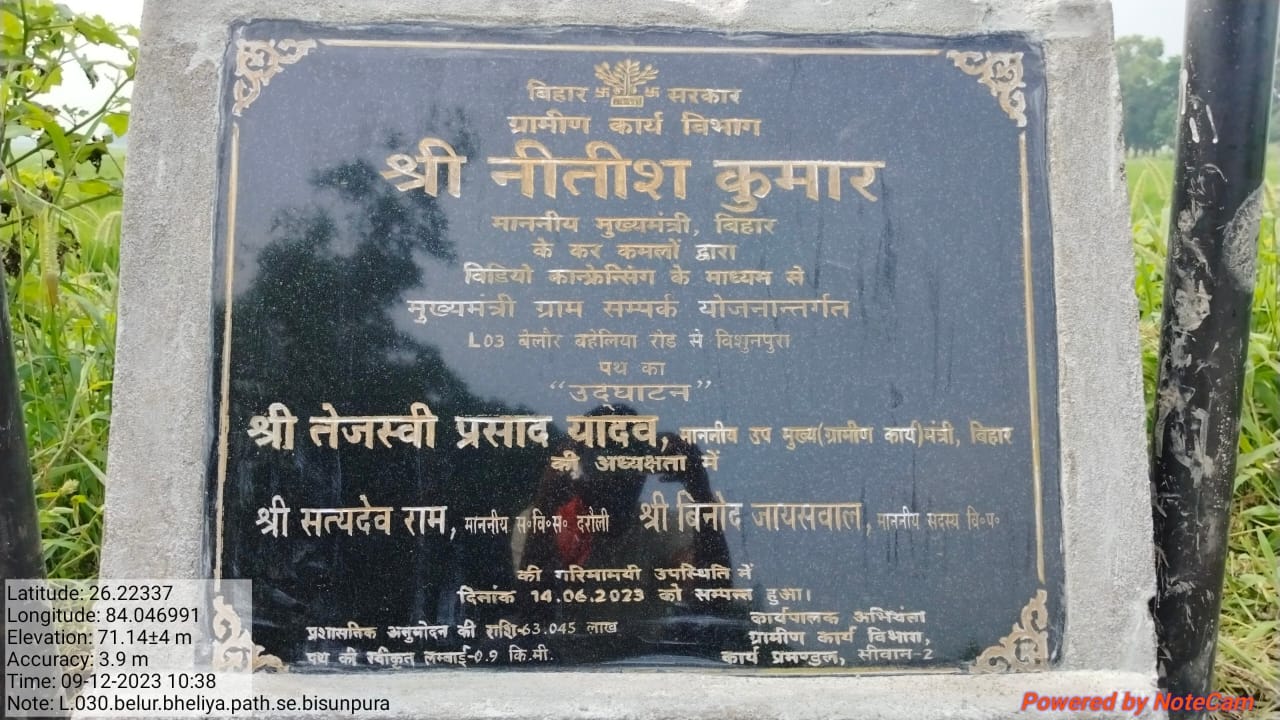 बिहार सरकार
ग्रामीण कार्य विभाग
श्री नीतीश कुमार
माननीय मुख्यमंत्री, बिहार
के कर कमलों द्वारा
विडियो कान्फ्रेन्सिंग के माध्यम से
मुख्यमंत्री ग्राम सम्पर्क योजनान्तर्गत
L03 बेलौर बहेलिया रोड से विशुनपुरा
पथ का
“उद्घाटन”
श्री तेजस्वी प्रसाद यादव, माननीय उप मुख्य(ग्रामीण कार्य)मंत्री, बिहार
की अध्यक्षता में
श्री सत्यदेव राम, माननीय स॰वि॰स॰ दरौली श्री बिनोद जायसवाल, माननीय सदस्य वि॰प॰
की गरिमामयी उपस्थिति में
दिनांक 14.06.2023 को सम्पन्न हुआ।
प्रशासनिक अनुमोदन की राशि-63.045 लाख
पथ की स्वीकृत लम्बाई-0.9 कि.मी.
कार्यपालक अभियंता
ग्रामीण कार्य विभाग,
कार्य प्रमण्डल, सीवान-2
Latitude: 26.22337
Longitude: 84.046991
Elevation: 71.14±4 m
Accuracy: 3.9 m
Time: 09-12-2023 10:38
Note: L.030.belur.bheliya.path.se.bisunpura
Powered by NoteCam